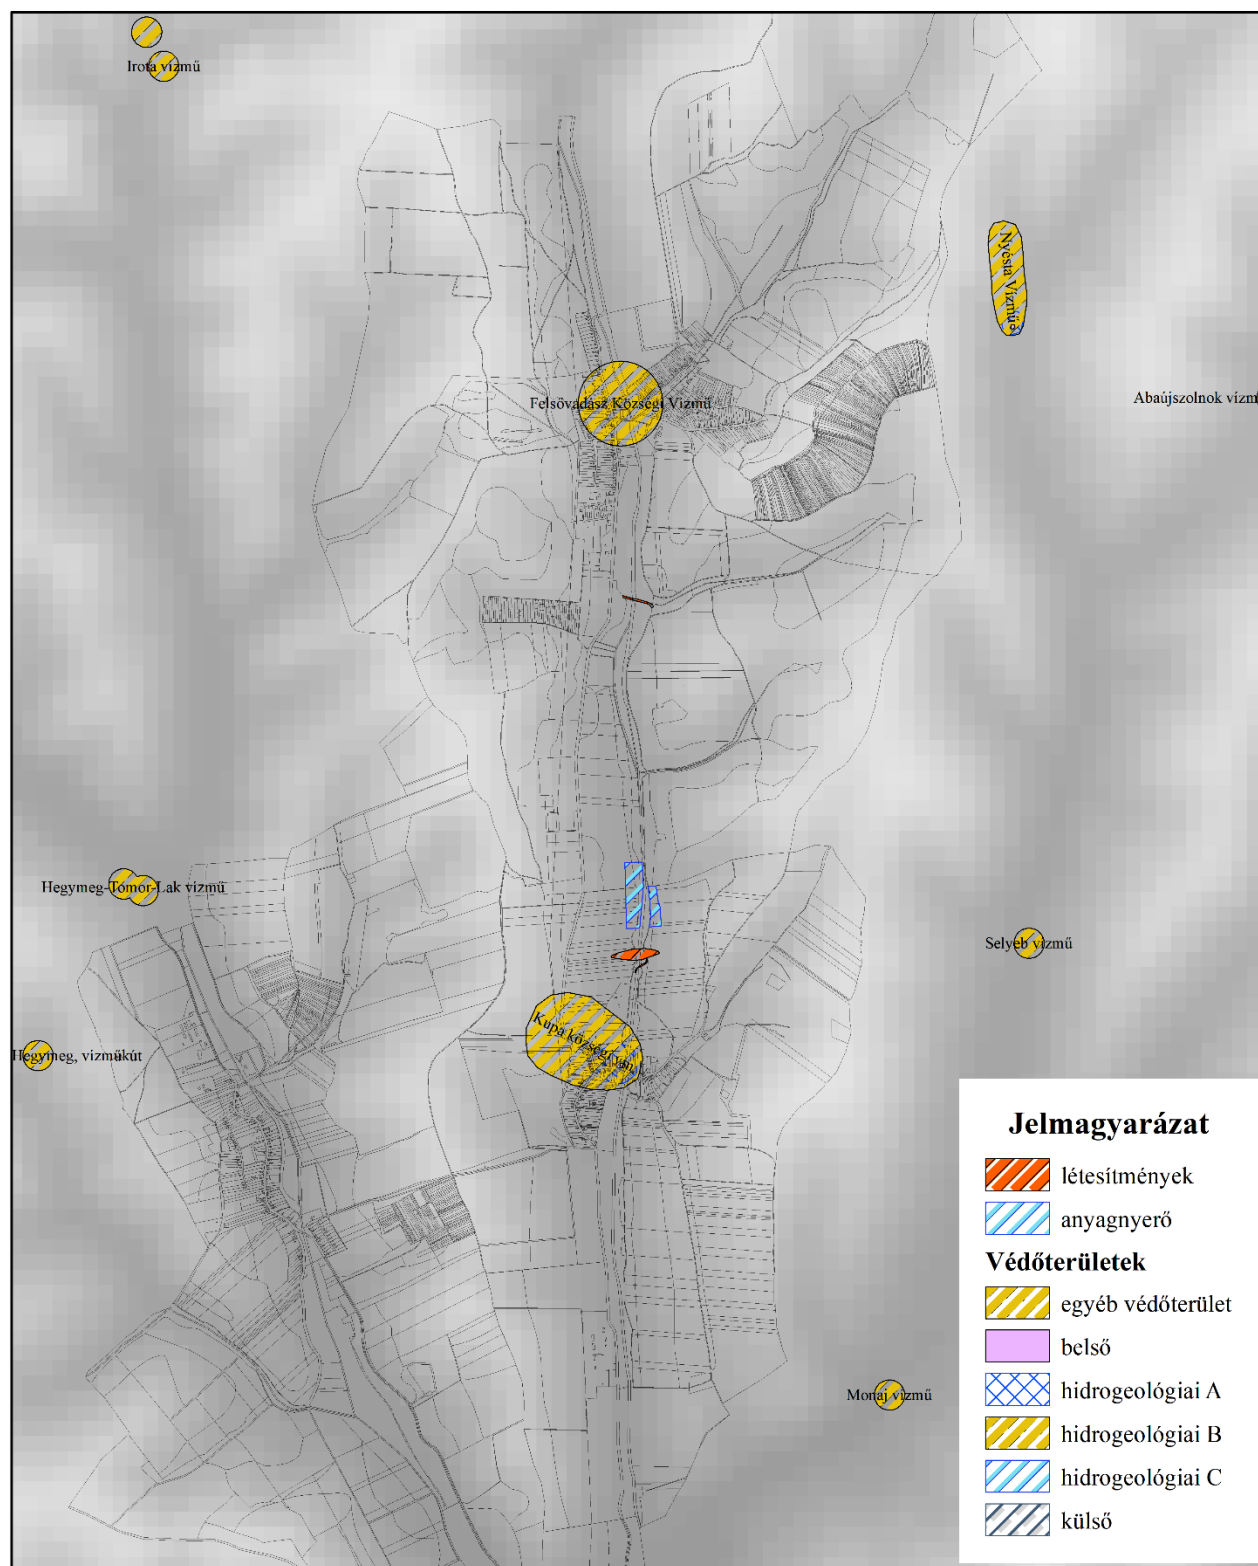 Irota vízmű
Nyésta Vízmű
Abaújszolnok vízm
Felsővadász Községi Vízmű
Hegymeg-Tomor-Lak vízmű
Selyeb vízmű
Kupa községi von
Hegymeg, vízműkút
Monaj vízmű
Jelmagyarázat
létesítmények
anyagnyerő
Védőterületek
egyéb védőterület
belső
hidrogeológiai A
hidrogeológiai B
hidrogeológiai C
külső